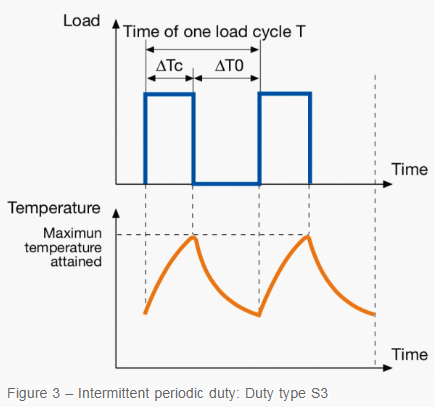 Load
Time of one load cycle T
ΔTc
ΔT0
Time
Temperature
Maximun
temperature
attained
Time
Figure 3 – Intermittent periodic duty: Duty type S3